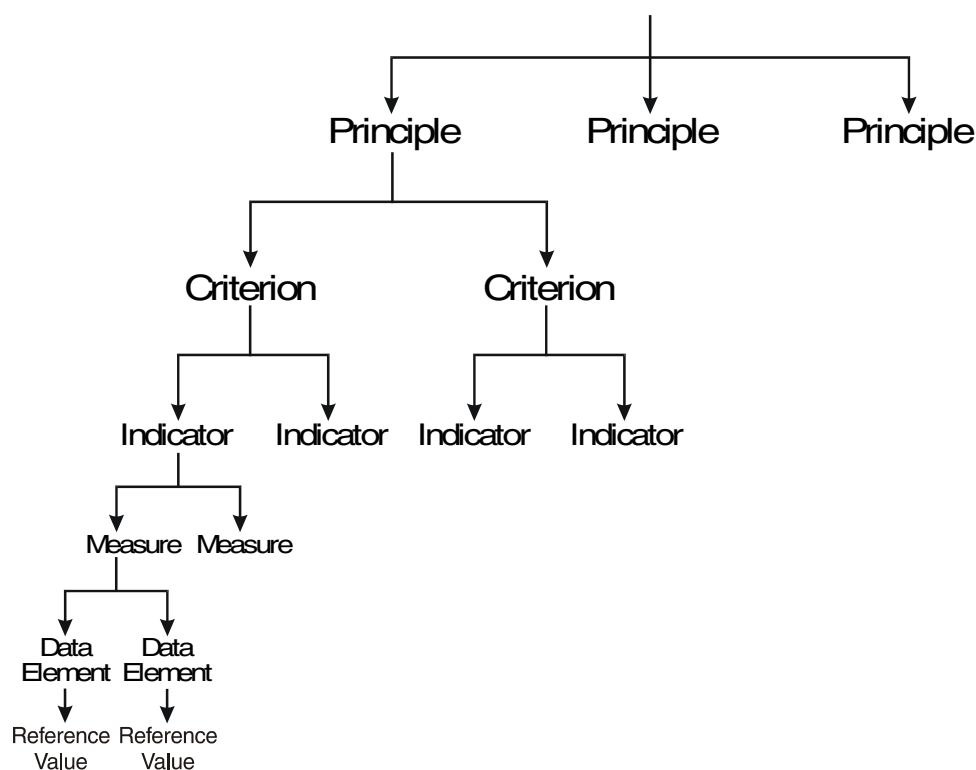 Principle Principle Principle
Criterion Criterion
Indicator Indicator Indicator Indicator
Measure Measure
Data Data
Element Element
Reference Reference
Value Value